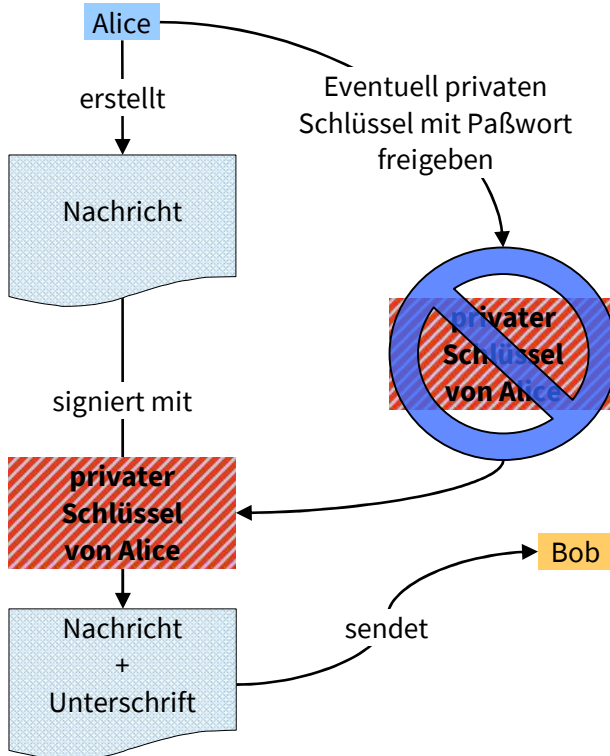 Alice
erstellt
Eventuell privaten
Schlüssel mit Paßwort
freigeben
Nachricht
privater
Schlüssel
von Alice
signiert mit
privater
Schlüssel
von Alice
Bob
Nachricht
+
Unterschrift
sendet